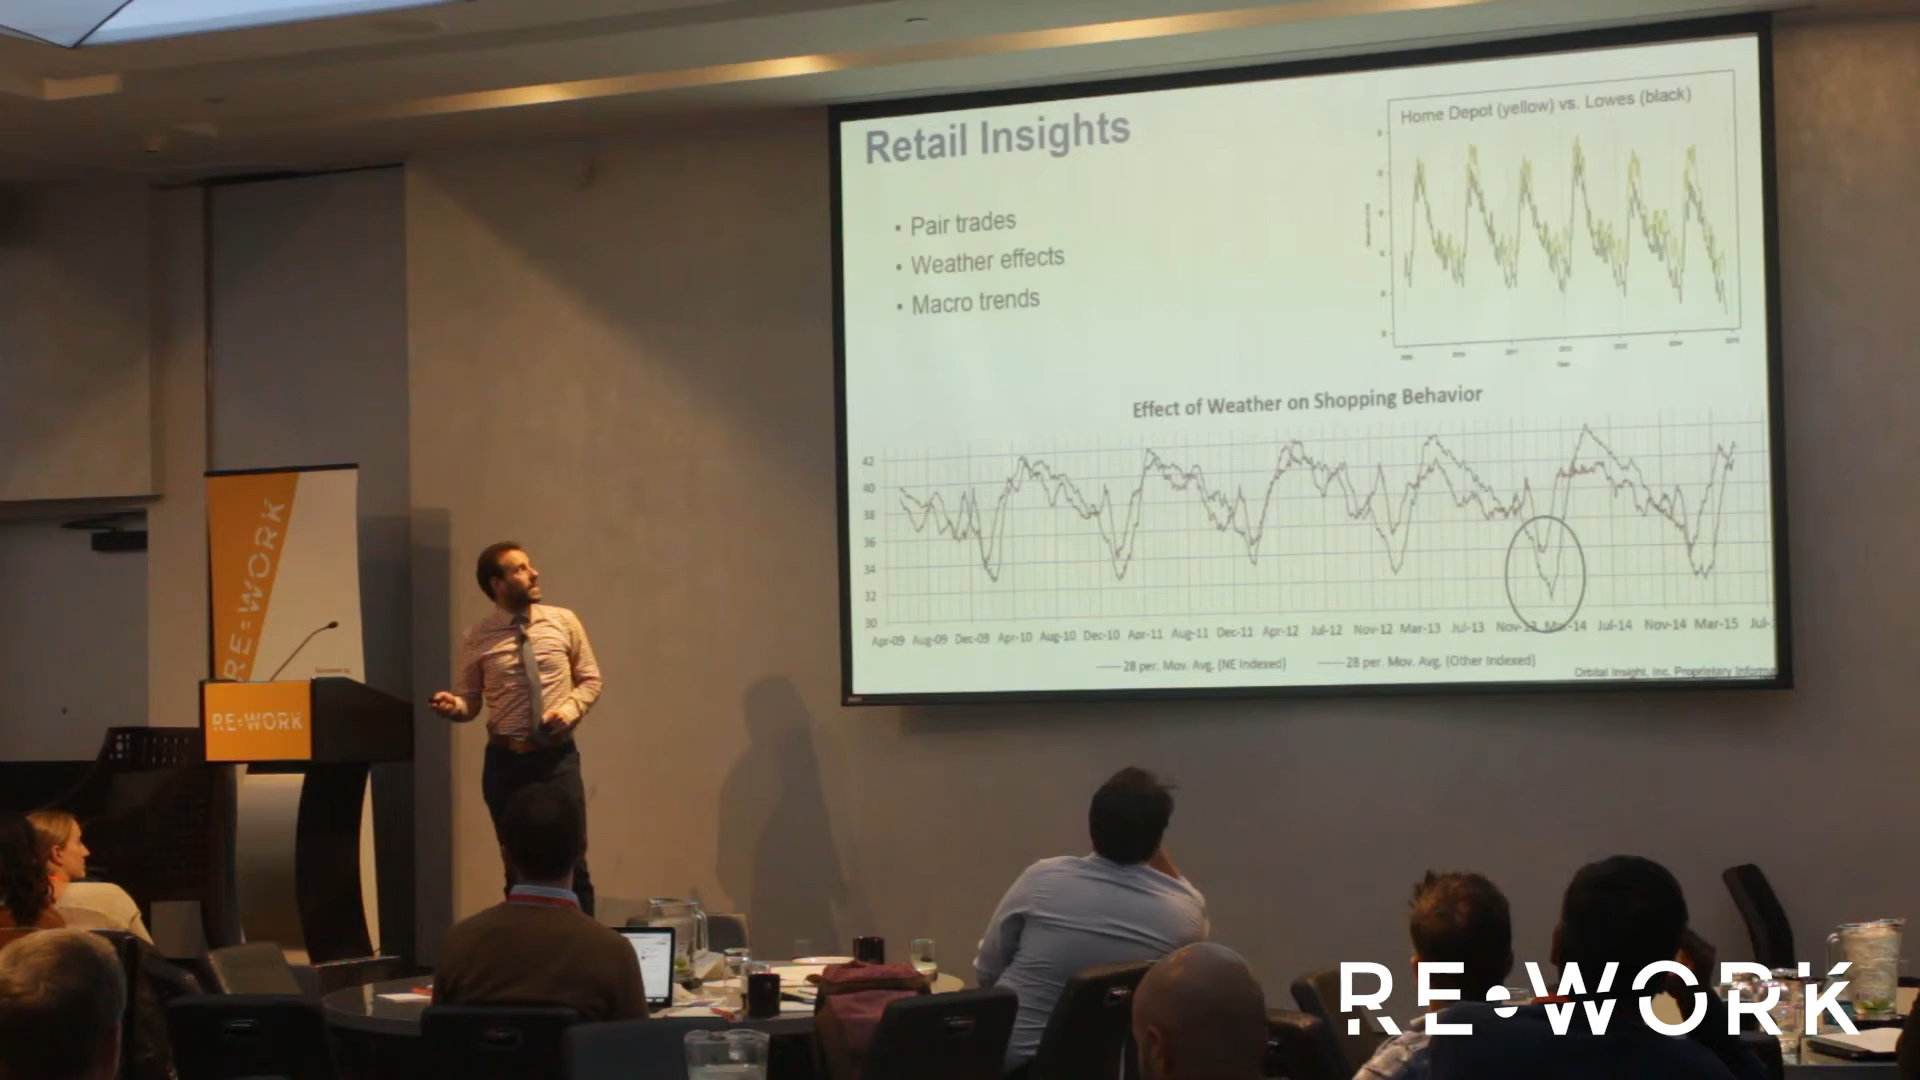 Retail Insights
• Pair trades
• Weather effects
• Macro trends
Home Depot (yellow) vs. Lowes (black)
Effect of Weather on Shopping Behavior
42
40
38
36
34
32
30
Apr-09 Aug-09 Dec-09 Apr-10 Aug-10 Dec-10 Apr-11 Aug-11 Dec-11 Apr-12 Jul-12 Nov-12 Mar-13 Jul-13 Nov-13 Mar-14 Jul-14 Nov-14 Mar-15 Jul-
28 per. Mov. Avg. (NE Indexed) 28 per. Mov. Avg. (Other Indexed)
Orbital Insight, Inc. Proprietary Informa
RE•WORK
RE•WORK
RE•WORK